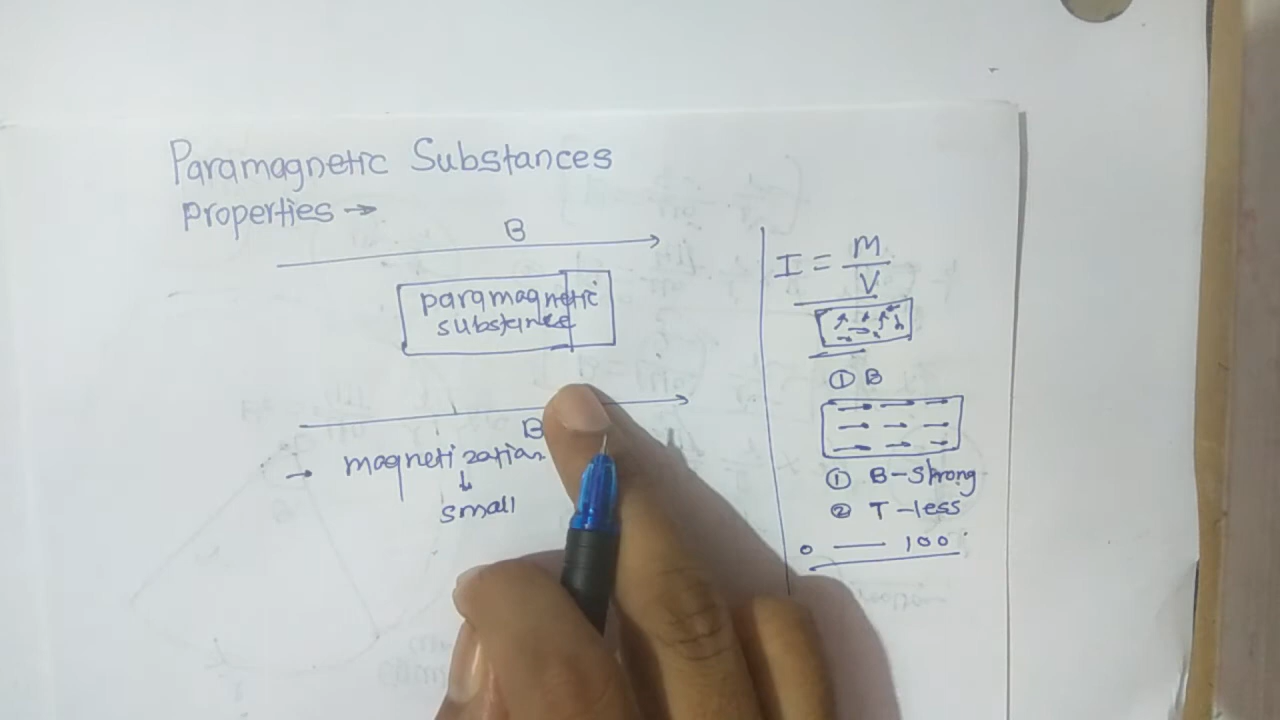 Paramagnetic Substances
Properties →
B
paramagnetic
substance
B
→ magnetization
↓
small
I = M/V
① B
① B-Strong
② T-less
0 — 100